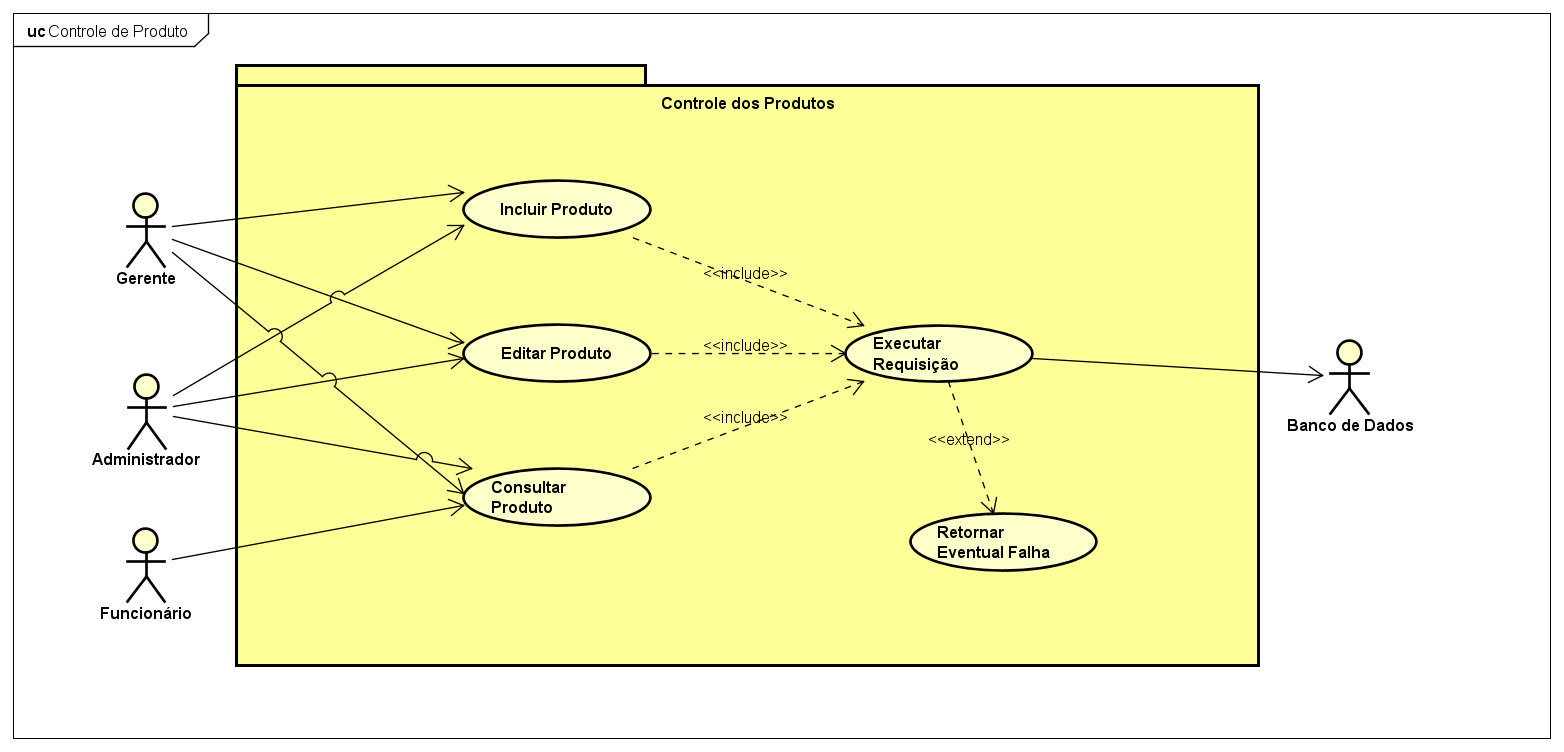 uc Controle de Produto
Controle dos Produtos
Incluir Produto
Gerente
<<include>>
Editar Produto
<<include>>
Executar
Requisição
Banco de Dados
<<include>>
<<extend>>
Administrador
Consultar
Produto
Retornar
Eventual Falha
Funcionário